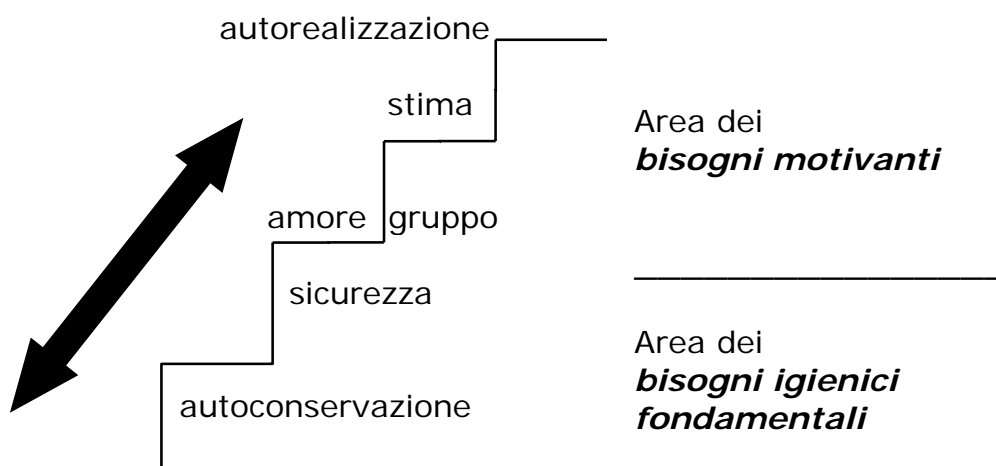 autorealizzazione
stima
Area dei
bisogni motivanti
amore gruppo
sicurezza
Area dei
bisogni igienici
fondamentali
autoconservazione